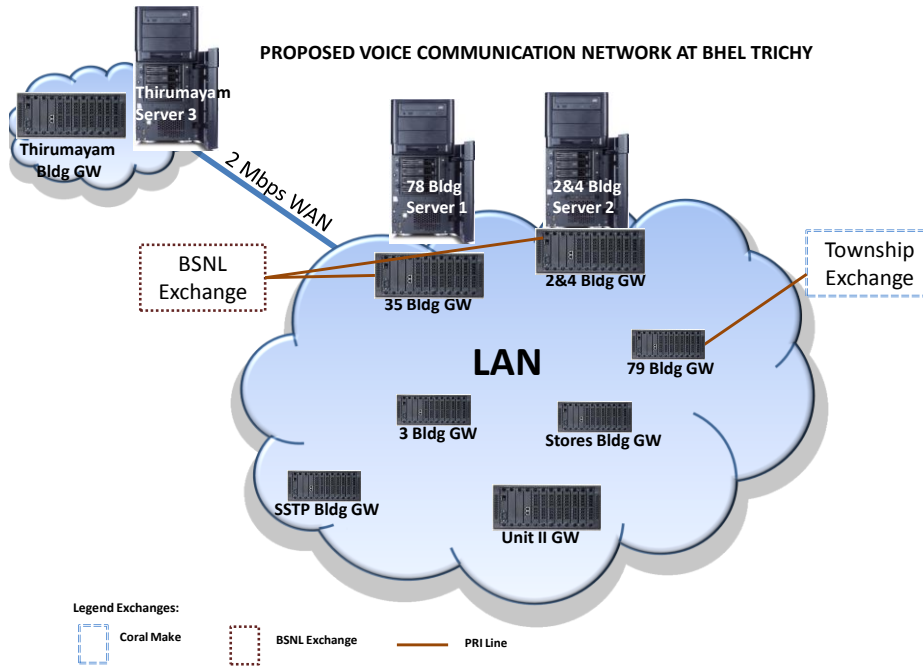 PROPOSED VOICE COMMUNICATION NETWORK AT BHEL TRICHY
Thirumayam
Server 3
Thirumayam
Bldg GW
2 Mbps WAN
78 Bldg
Server 1
2&4 Bldg
Server 2
BSNL
Exchange
Township
Exchange
35 Bldg GW
2&4 Bldg GW
LAN
79 Bldg GW
3 Bldg GW
Stores Bldg GW
SSTP Bldg GW
Unit II GW
Legend Exchanges:
Coral Make
BSNL Exchange
PRI Line